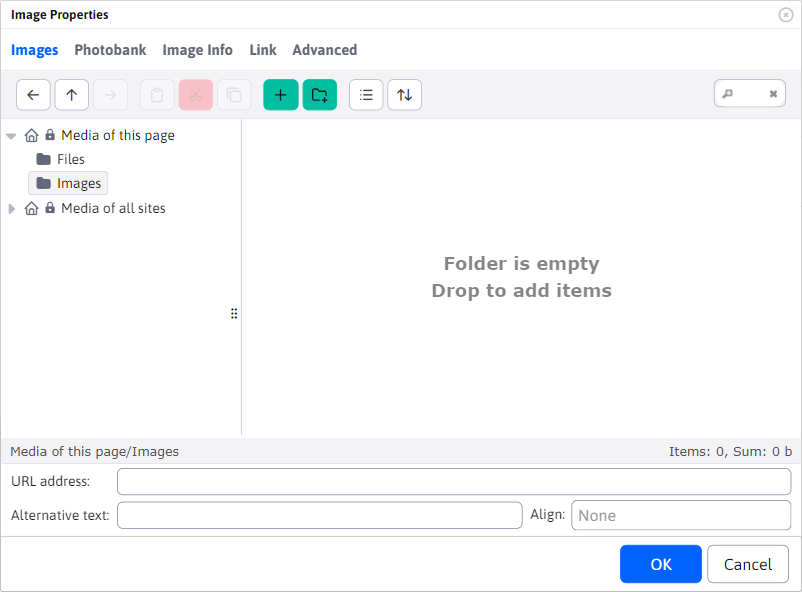 Image Properties
Images Photobank Image Info Link Advanced
Media of this page
Files
Images
Media of all sites
Folder is empty
Drop to add items
Media of this page/Images Items: 0, Sum: 0 b
URL address:
Alternative text: Align: None
OK Cancel